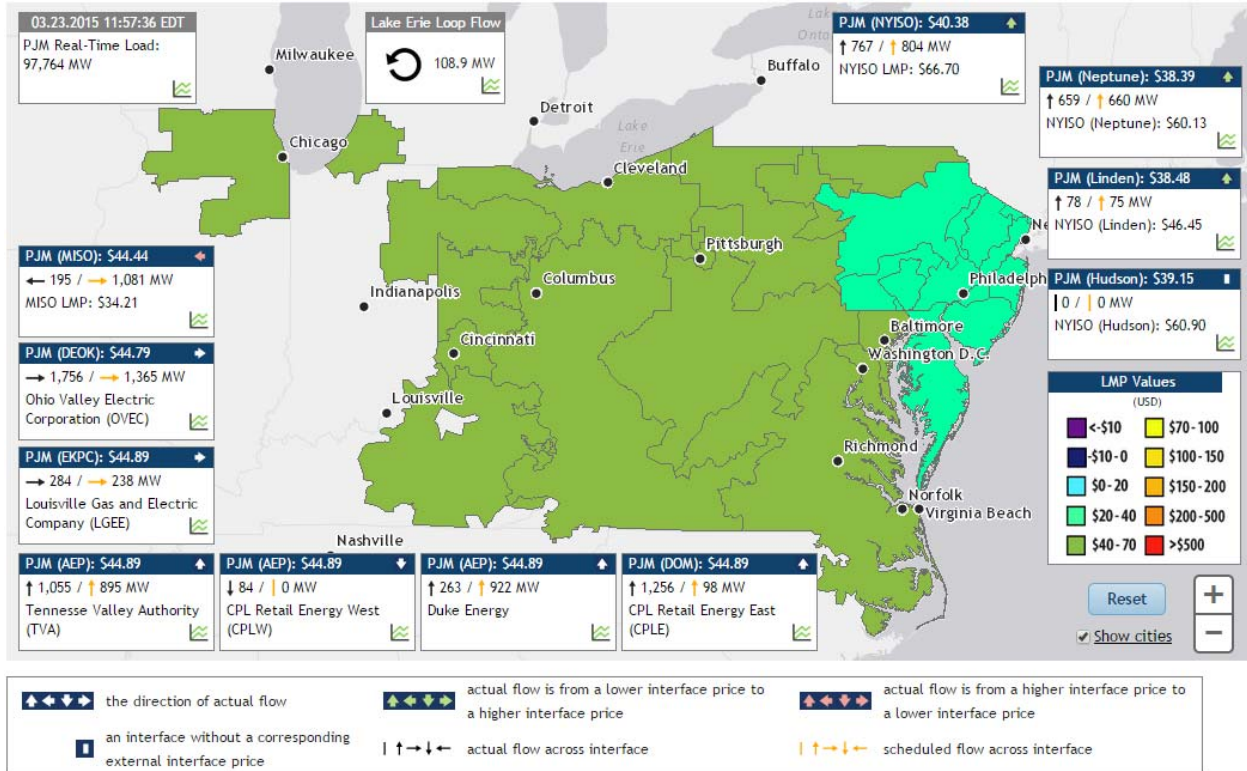 03.23.2015 11:57:36 EDT
PJM Real-Time Load:
97,764 MW
Lake Erie Loop Flow
108.9 MW
PJM (NYISO): $40.38
↑ 767 / ↑ 804 MW
NYISO LMP: $66.70
PJM (Neptune): $38.39
↑ 659 / ↑ 660 MW
NYISO (Neptune): $60.13
PJM (Linden): $38.48
↑ 78 / ↑ 75 MW
NYISO (Linden): $46.45
PJM (Hudson): $39.15
| 0 / | 0 MW
NYISO (Hudson): $60.90
PJM (MISO): $44.44
← 195 / → 1,081 MW
MISO LMP: $34.21
PJM (DEOK): $44.79
→ 1,756 / → 1,365 MW
Ohio Valley Electric
Corporation (OVEC)
PJM (EKPC): $44.89
→ 284 / → 238 MW
Louisville Gas and Electric
Company (LGEE)
PJM (AEP): $44.89
↑ 1,055 / ↑ 895 MW
Tennesse Valley Authority
(TVA)
PJM (AEP): $44.89
↓ 84 / | 0 MW
CPL Retail Energy West
(CPLW)
PJM (AEP): $44.89
↑ 263 / ↑ 922 MW
Duke Energy
PJM (DOM): $44.89
↑ 1,256 / ↑ 98 MW
CPL Retail Energy East
(CPLE)
Milwaukee
Buffalo
Detroit
Lake
Erie
Chicago
Cleveland
Pittsburgh
Ne
Columbus
Philadelph
Indianapolis
Baltimore
Cincinnati
Washington D.C.
Louisville
Richmond
Norfolk
Virginia Beach
Nashville
Lake
Onta
LMP Values
(USD)
<-$10
$70-100
-$10-0
$100-150
$0-20
$150-200
$20-40
$200-500
$40-70
>$500
Reset
+
−
Show cities
the direction of actual flow
actual flow is from a lower interface price to
a higher interface price
actual flow is from a higher interface price to
a lower interface price
an interface without a corresponding
external interface price
actual flow across interface
scheduled flow across interface